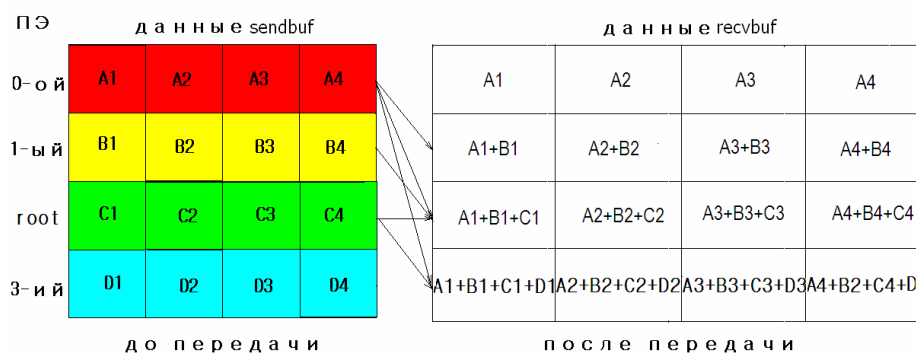 ПЭ
данные sendbuf данные recvbuf
0-ой A1 A2 A3 A4 A1 A2 A3 A4
1-ый B1 B2 B3 B4 A1+B1 A2+B2 A3+B3 A4+B4
root C1 C2 C3 C4 A1+B1+C1 A2+B2+C2 A3+B3+C3 A4+B4+C4
3-ий D1 D2 D3 D4 A1+B1+C1+D1 A2+B2+C2+D2 A3+B3+C3+D3 A4+B2+C4+D
до передачи после передачи